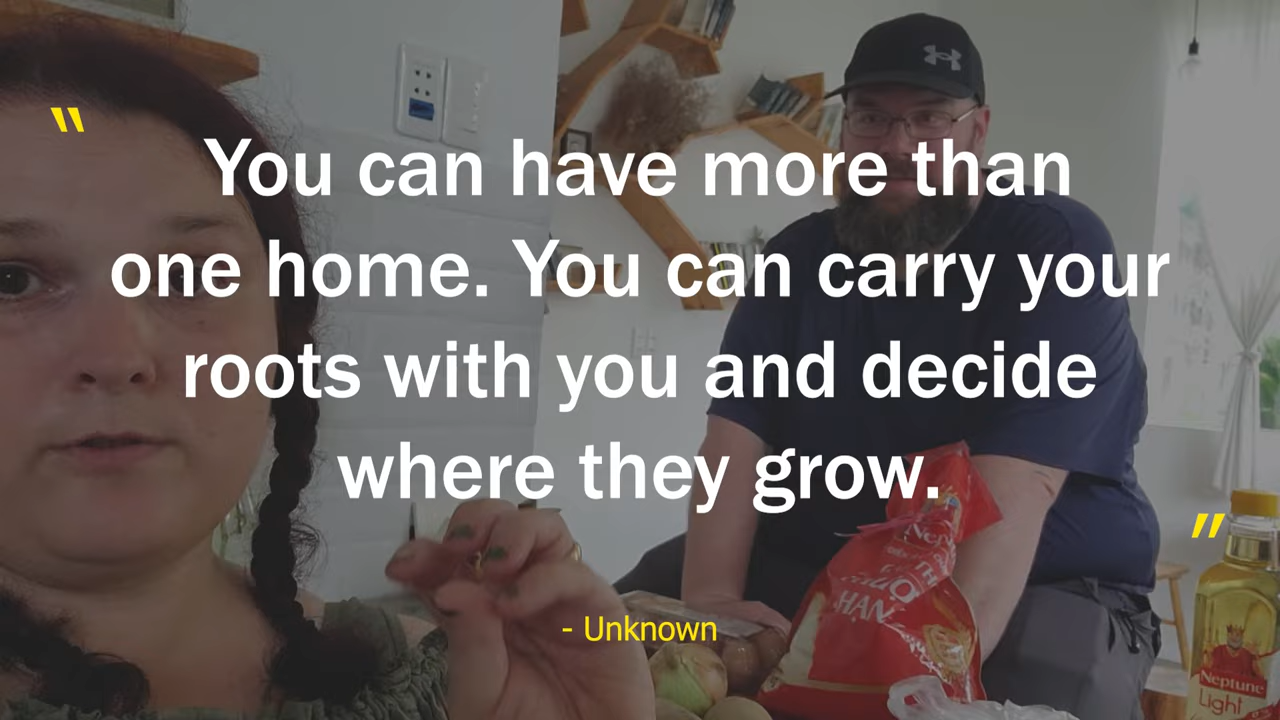 “
You can have more than
one home. You can carry your
roots with you and decide
where they grow.
”
- Unknown
Neptune
Light